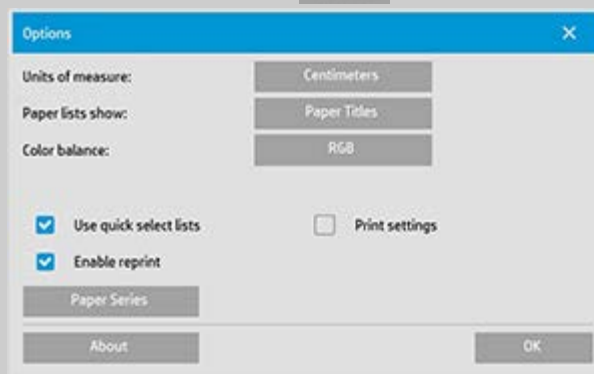 Options
Units of measure: Centimeters
Paper lists show: Paper Titles
Color balance: RGB
Use quick select lists Print settings
Enable reprint
Paper Series
About OK